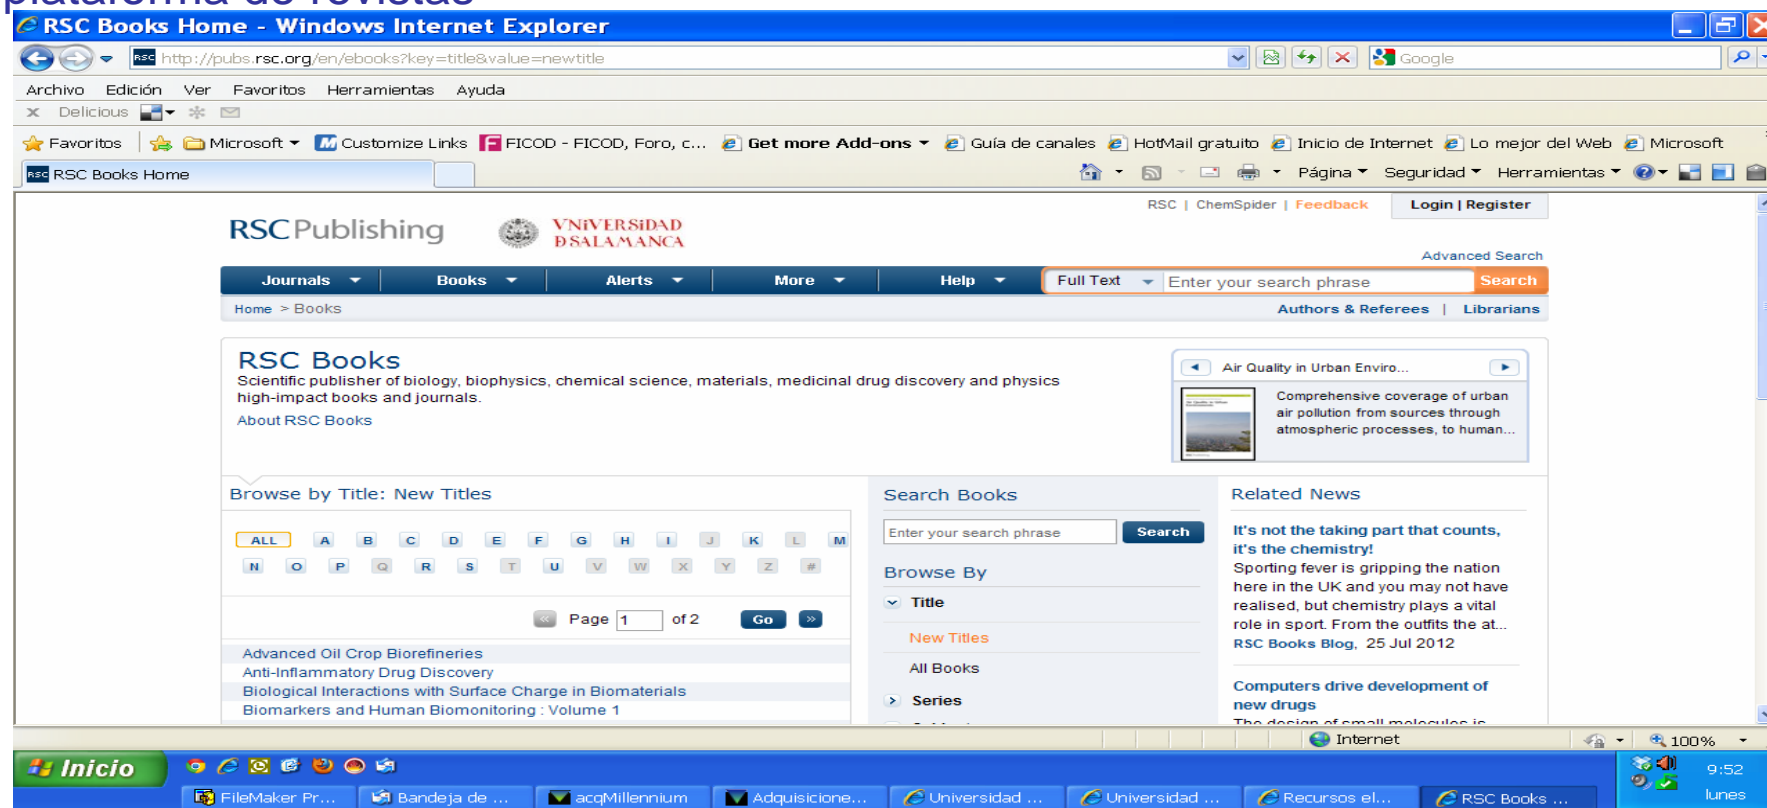 plataforma de revistas
RSC Books Home - Windows Internet Explorer
http://pubs.rsc.org/en/ebooks?key=title&value=newtitle
Google
Archivo Edición Ver Favoritos Herramientas Ayuda
x Delicious
Favoritos Microsoft Customize Links FICOD - FICOD, Foro, c... Get more Add-ons Guía de canales HotMail gratuito Inicio de Internet Lo mejor del Web Microsoft
RSC RSC Books Home
Página Seguridad Herramientas
RSC | ChemSpider | Feedback Login | Register
RSCPublishing
VNiVERSiDAD
D SALAMANCA
Advanced Search
Journals Books Alerts More Help Full Text Enter your search phrase Search
Home > Books
Authors & Referees | Librarians
RSC Books
Scientific publisher of biology, biophysics, chemical science, materials, medicinal drug discovery and physics
high-impact books and journals.
About RSC Books
Air Quality in Urban Enviro...
Comprehensive coverage of urban
air pollution from sources through
atmospheric processes, to human...
Browse by Title: New Titles
ALL A B C D E F G H I J K L M
N O P Q R S T U V W X Y Z #
« Page 1 of 2 Go »
Advanced Oil Crop Biorefineries
Anti-Inflammatory Drug Discovery
Biological Interactions with Surface Charge in Biomaterials
Biomarkers and Human Biomonitoring : Volume 1
Search Books
Enter your search phrase Search
Browse By
Title
New Titles
All Books
Series
Related News
It's not the taking part that counts,
it's the chemistry!
Sporting fever is gripping the nation
here in the UK and you may not have
realised, but chemistry plays a vital
role in sport. From the outfits the at...
RSC Books Blog, 25 Jul 2012
Computers drive development of
new drugs
The design of small molecules is
Internet
100%
Inicio
9:52
lunes
FileMaker Pr... Bandeja de ... acqMillennium Adquisicione... Universidad ... Universidad ... Recursos el... RSC Books ...